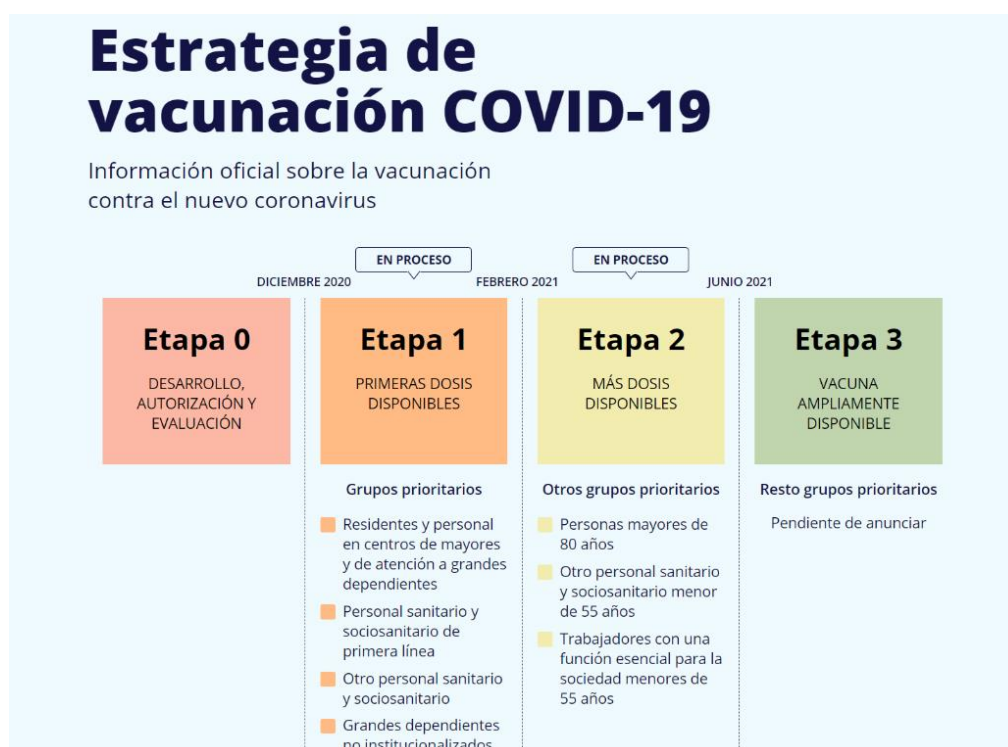 Estrategia de
vacunación COVID-19
Información oficial sobre la vacunación
contra el nuevo coronavirus
EN PROCESO
EN PROCESO
DICIEMBRE 2020
FEBRERO 2021
JUNIO 2021
Etapa 0
DESARROLLO,
AUTORIZACIÓN Y
EVALUACIÓN
Etapa 1
PRIMERAS DOSIS
DISPONIBLES
Grupos prioritarios
Residentes y personal
en centros de mayores
y de atención a grandes
dependientes
Personal sanitario y
sociosanitario de
primera línea
Otro personal sanitario
y sociosanitario
Grandes dependientes
no institucionalizados
Etapa 2
MÁS DOSIS
DISPONIBLES
Otros grupos prioritarios
Personas mayores de
80 años
Otro personal sanitario
y sociosanitario menor
de 55 años
Trabajadores con una
función esencial para la
sociedad menores de
55 años
Etapa 3
VACUNA
AMPLIAMENTE
DISPONIBLE
Resto grupos prioritarios
Pendiente de anunciar